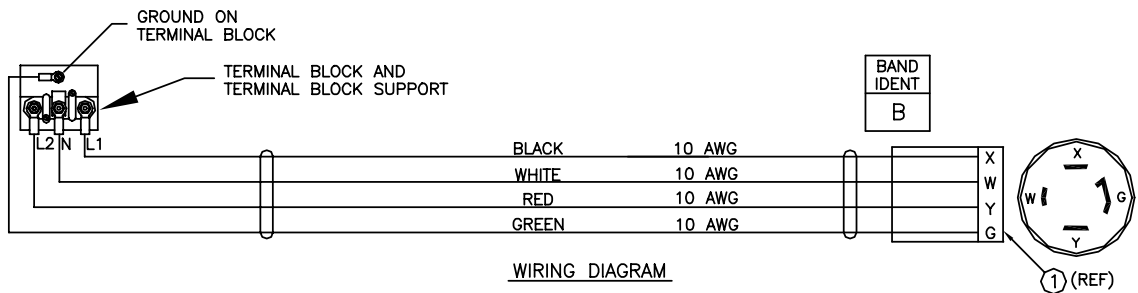 GROUND ON
TERMINAL BLOCK
TERMINAL BLOCK AND
TERMINAL BLOCK SUPPORT
BAND
IDENT
B
L2 N L1
BLACK 10 AWG
WHITE 10 AWG
RED 10 AWG
GREEN 10 AWG
X
W
Y
G
X
W G
Y
WIRING DIAGRAM
1 (REF)